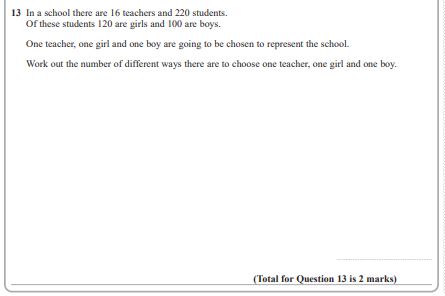 13 In a school there are 16 teachers and 220 students.
Of these students 120 are girls and 100 are boys.
One teacher, one girl and one boy are going to be chosen to represent the school.
Work out the number of different ways there are to choose one teacher, one girl and one boy.
(Total for Question 13 is 2 marks)